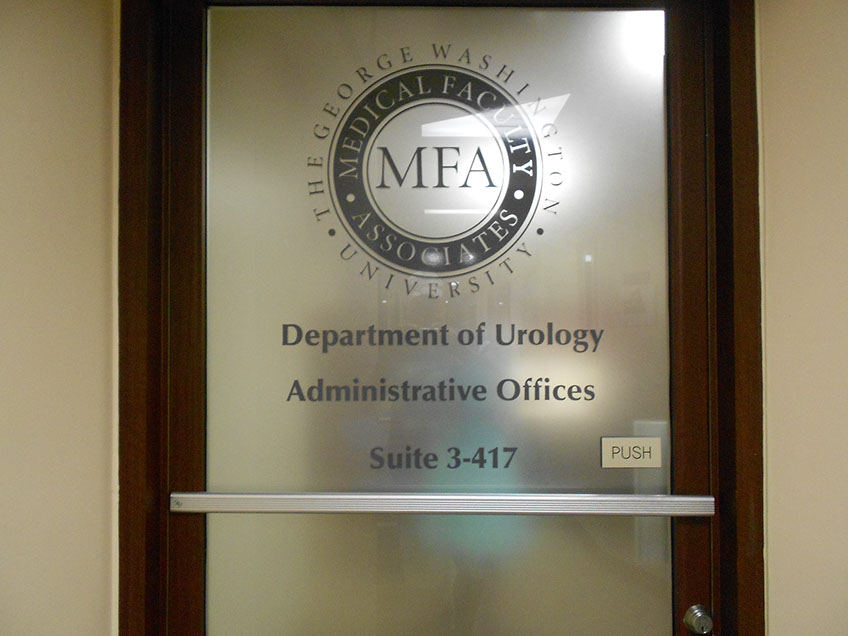 THE GEORGE WASHINGTON
UNIVERSITY
MEDICAL FACULTY
ASSOCIATES
MFA
Department of Urology
Administrative Offices
Suite 3-417
PUSH